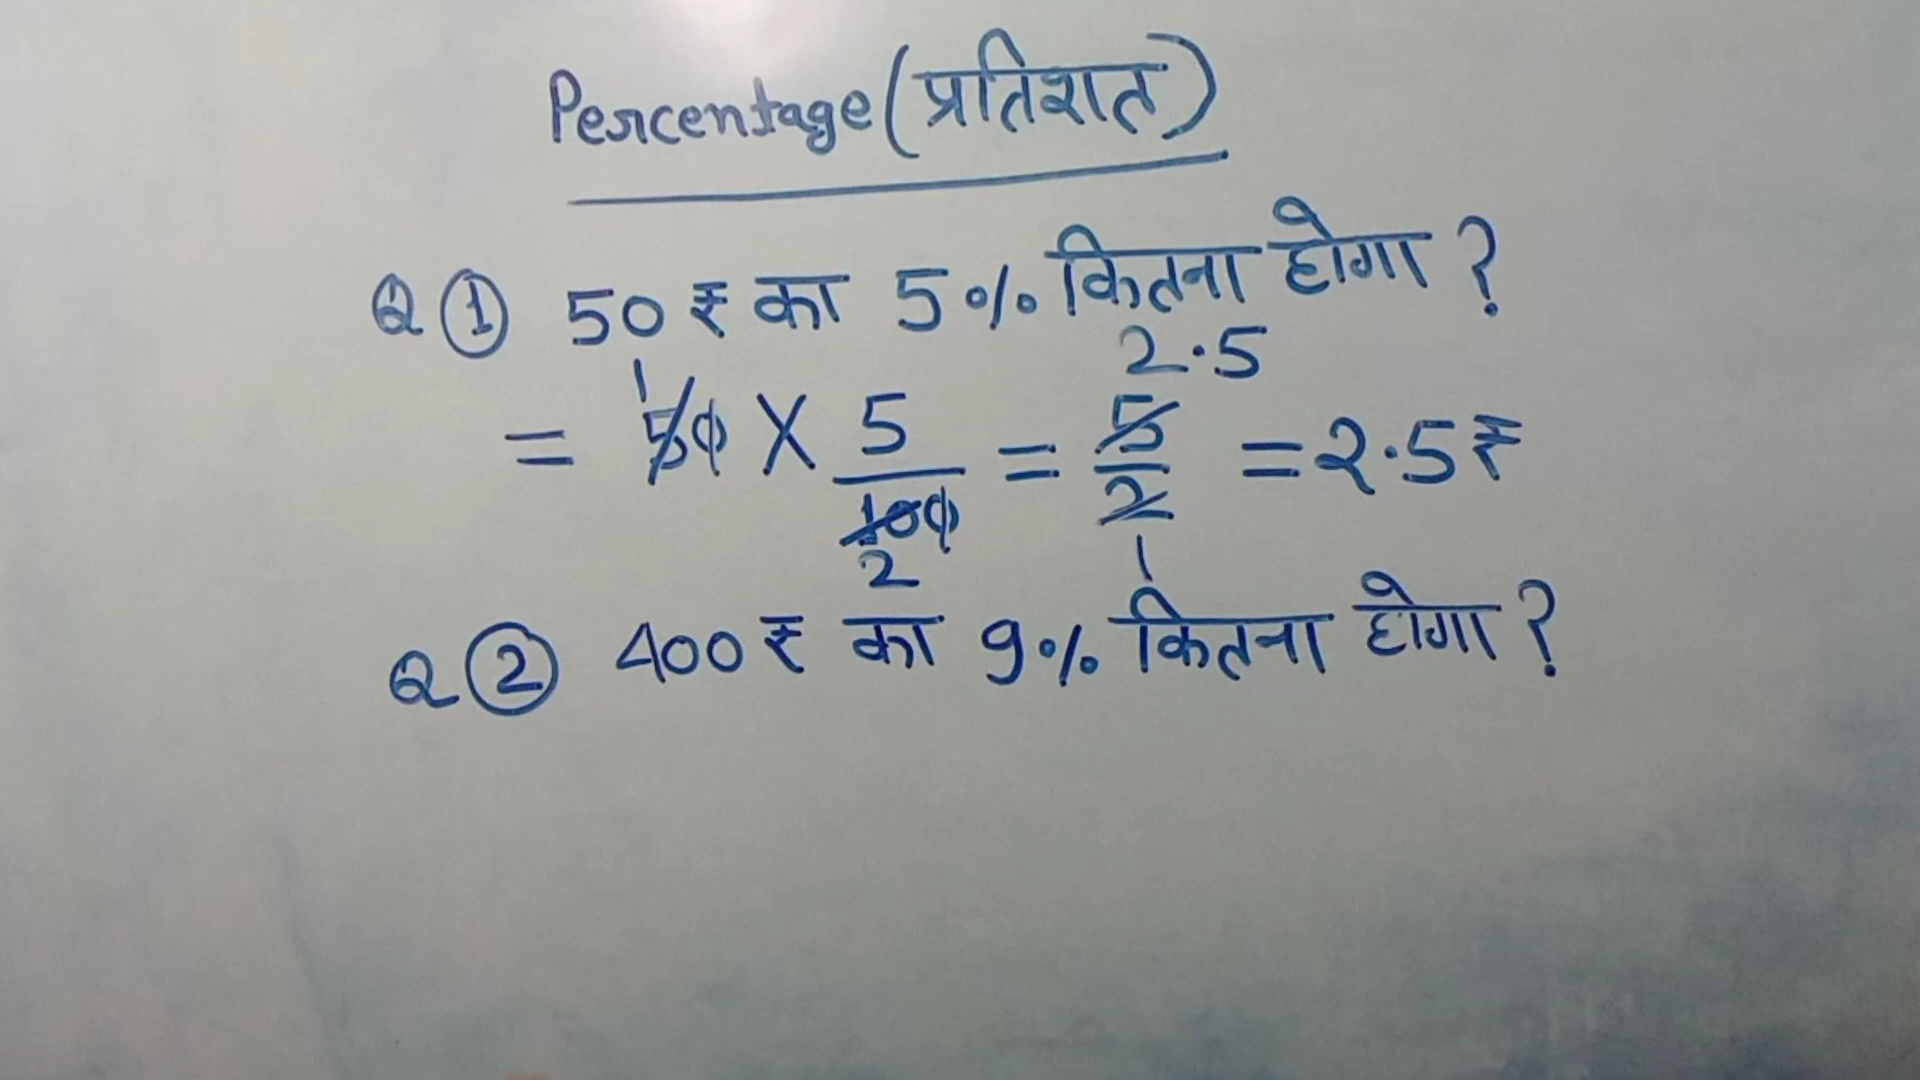 Percentage (प्रतिशत)
Q ① 50 ₹ का 5% कितना होगा ?
2.5
1
= 50 X 5/100 = 5/2 = 2.5 ₹
2
1
Q ② 400 ₹ का 9% कितना होगा ?